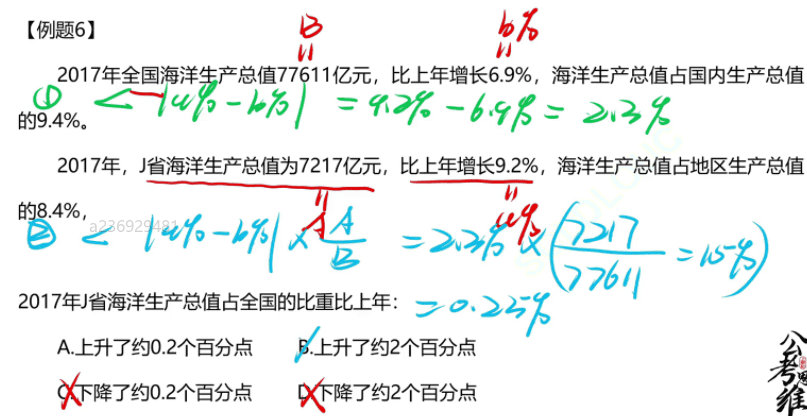 【例题6】
B
b%
2017年全国海洋生产总值77611亿元，比上年增长6.9%，海洋生产总值占国内生产总值
① < |a%-b%| = 9.2% - 6.9% = 2.3%
的9.4%。
2017年，J省海洋生产总值为7217亿元，比上年增长9.2%，海洋生产总值占地区生产总值
A
a%
的8.4%，
a236929481
② < |a%-b%| × A/B = 2.3% × (7217/77611 = 10%)
2017年J省海洋生产总值占全国的比重比上年：
= 0.22%
A.上升了约0.2个百分点 B.上升了约2个百分点
C.下降了约0.2个百分点 D.下降了约2个百分点
公考思维